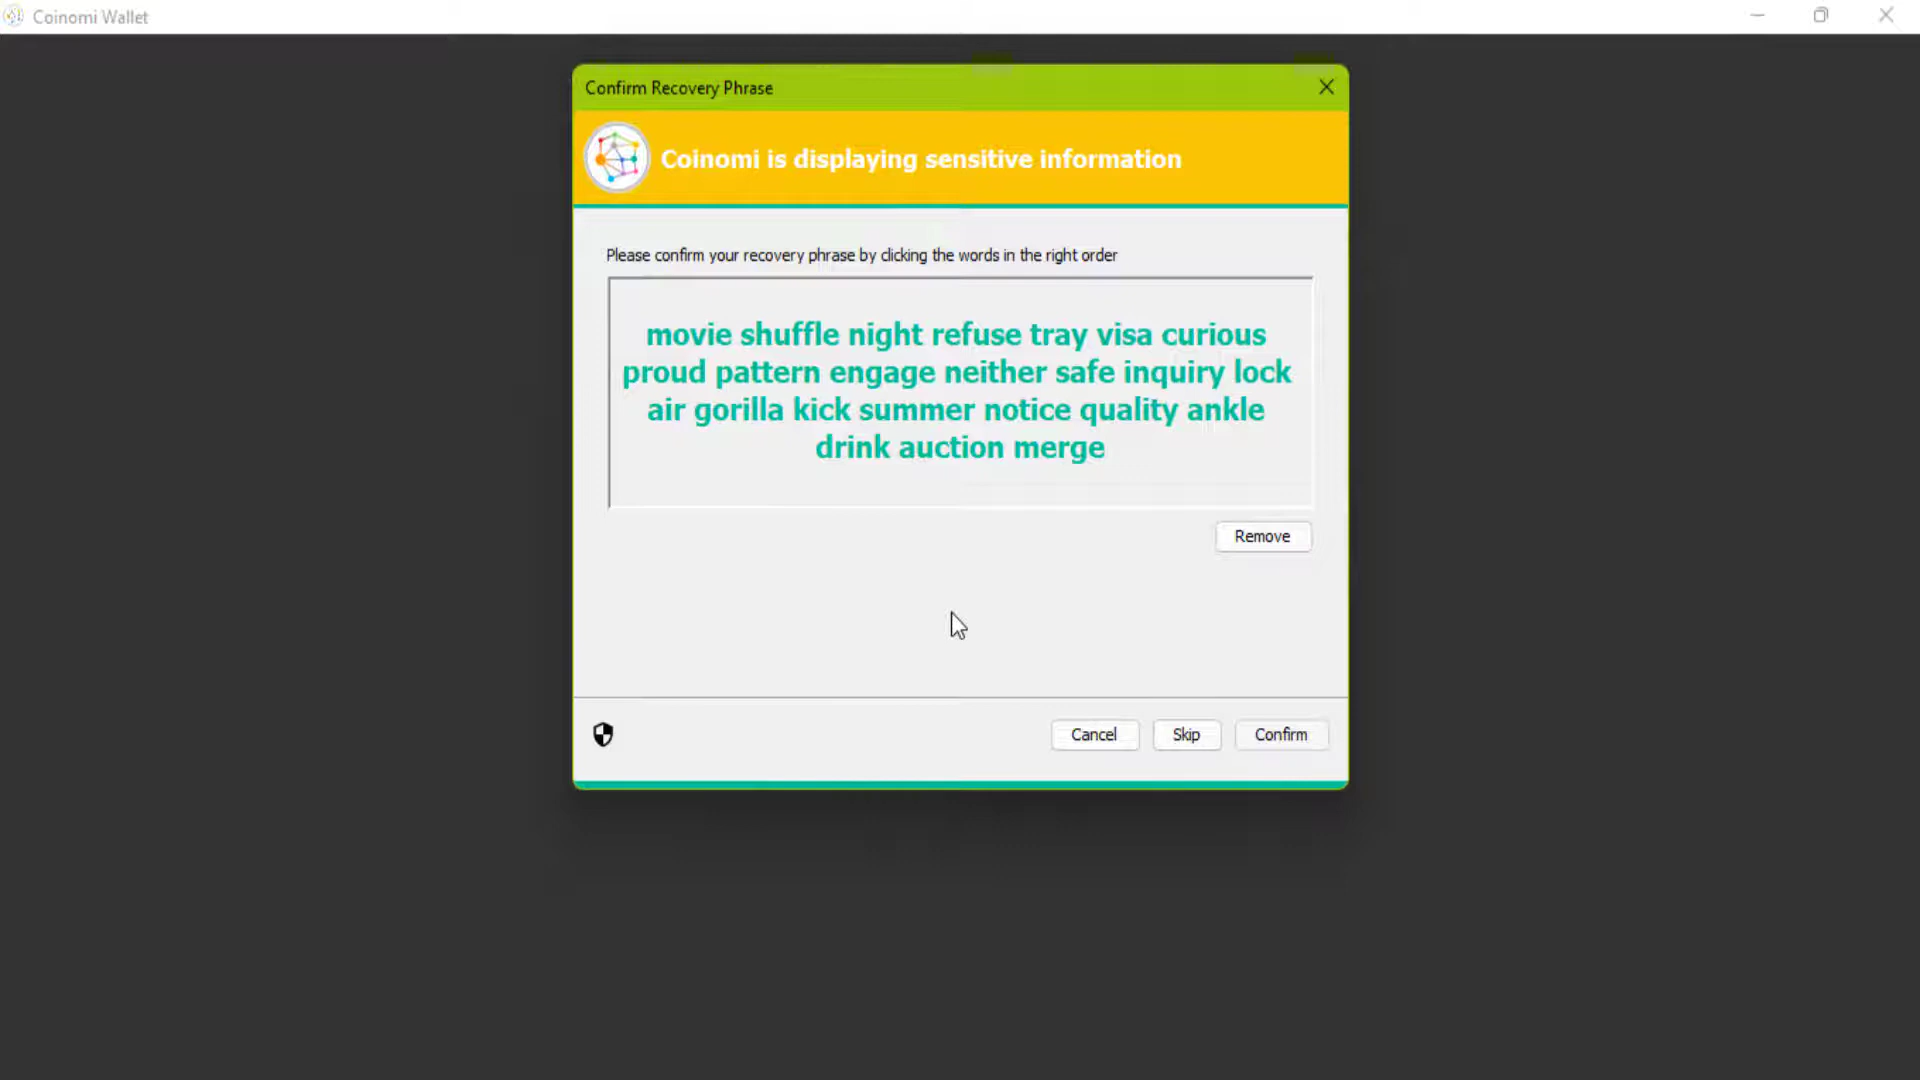 Coinomi Wallet
Confirm Recovery Phrase
Coinomi is displaying sensitive information
Please confirm your recovery phrase by clicking the words in the right order
movie shuffle night refuse tray visa curious
proud pattern engage neither safe inquiry lock
air gorilla kick summer notice quality ankle
drink auction merge
Remove
Cancel Skip Confirm